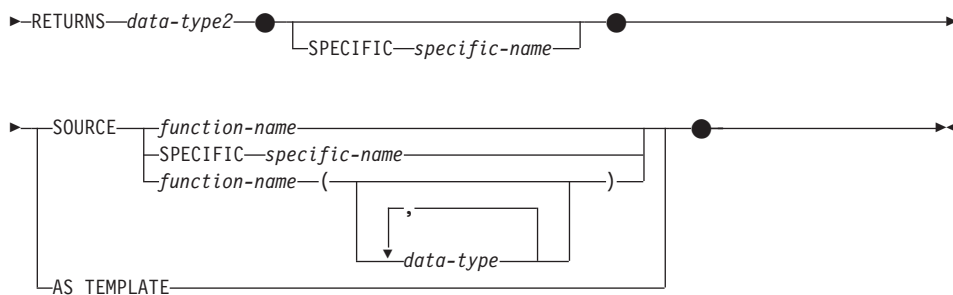 RETURNS data-type2
SPECIFIC specific-name
SOURCE function-name
SPECIFIC specific-name
function-name ( )
,
data-type
AS TEMPLATE